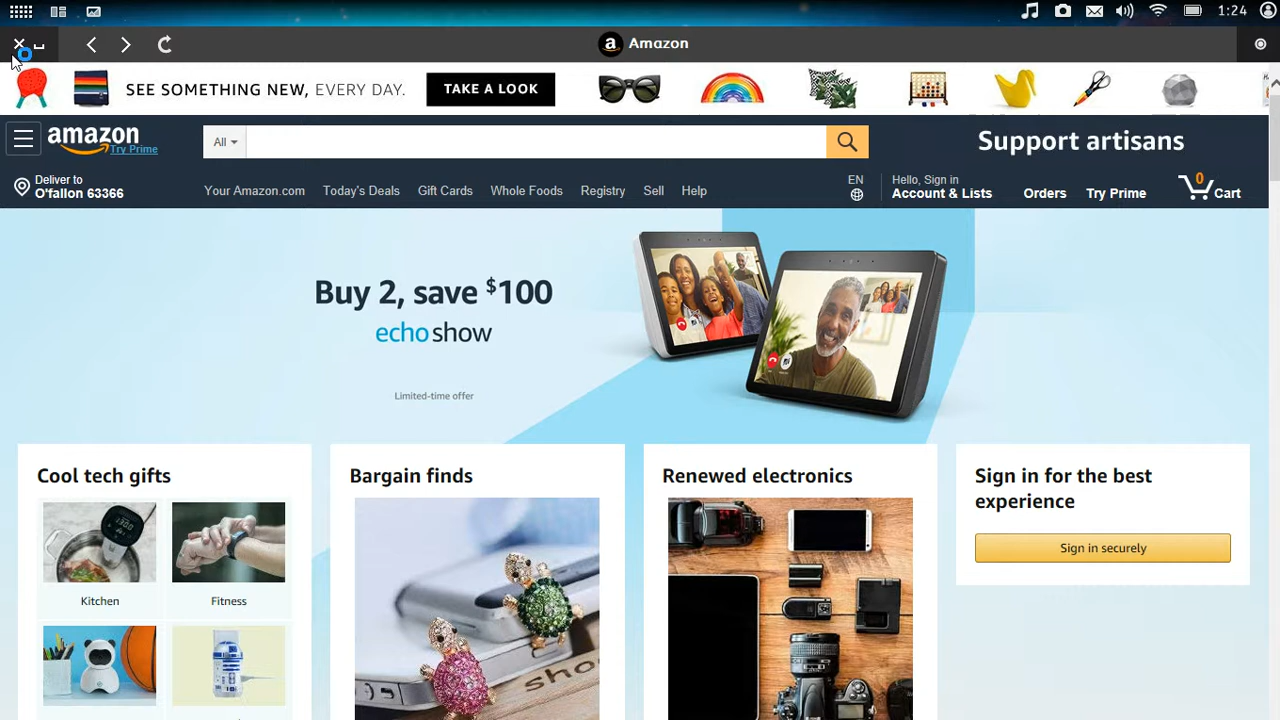 1:24
Amazon
SEE SOMETHING NEW, EVERY DAY.
TAKE A LOOK
amazon
Try Prime
All
Support artisans
Deliver to
O'fallon 63366
Your Amazon.com
Today's Deals
Gift Cards
Whole Foods
Registry
Sell
Help
EN
Hello, Sign in
Account & Lists
Orders
Try Prime
0
Cart
Buy 2, save $100
echo show
Limited-time offer
Cool tech gifts
Kitchen
Fitness
Bargain finds
Renewed electronics
Sign in for the best
experience
Sign in securely